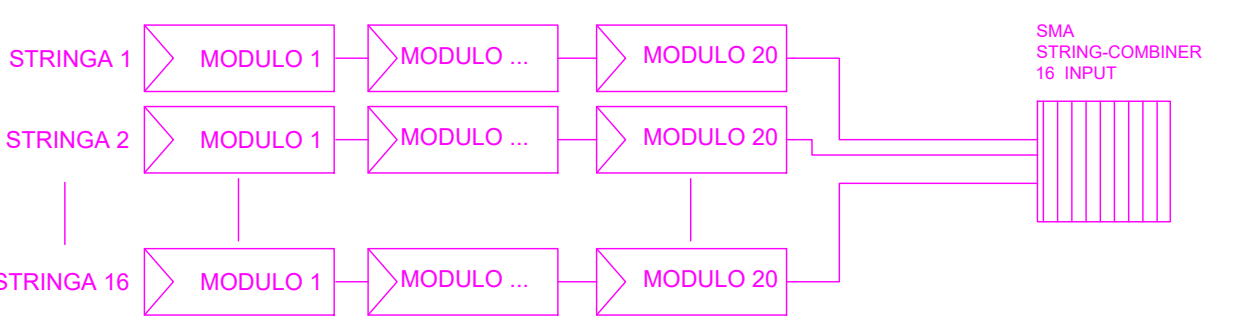 SMA
STRING-COMBINER
16 INPUT
STRINGA 1
MODULO 1
MODULO ...
MODULO 20
STRINGA 2
MODULO 1
MODULO ...
MODULO 20
STRINGA 16
MODULO 1
MODULO ...
MODULO 20